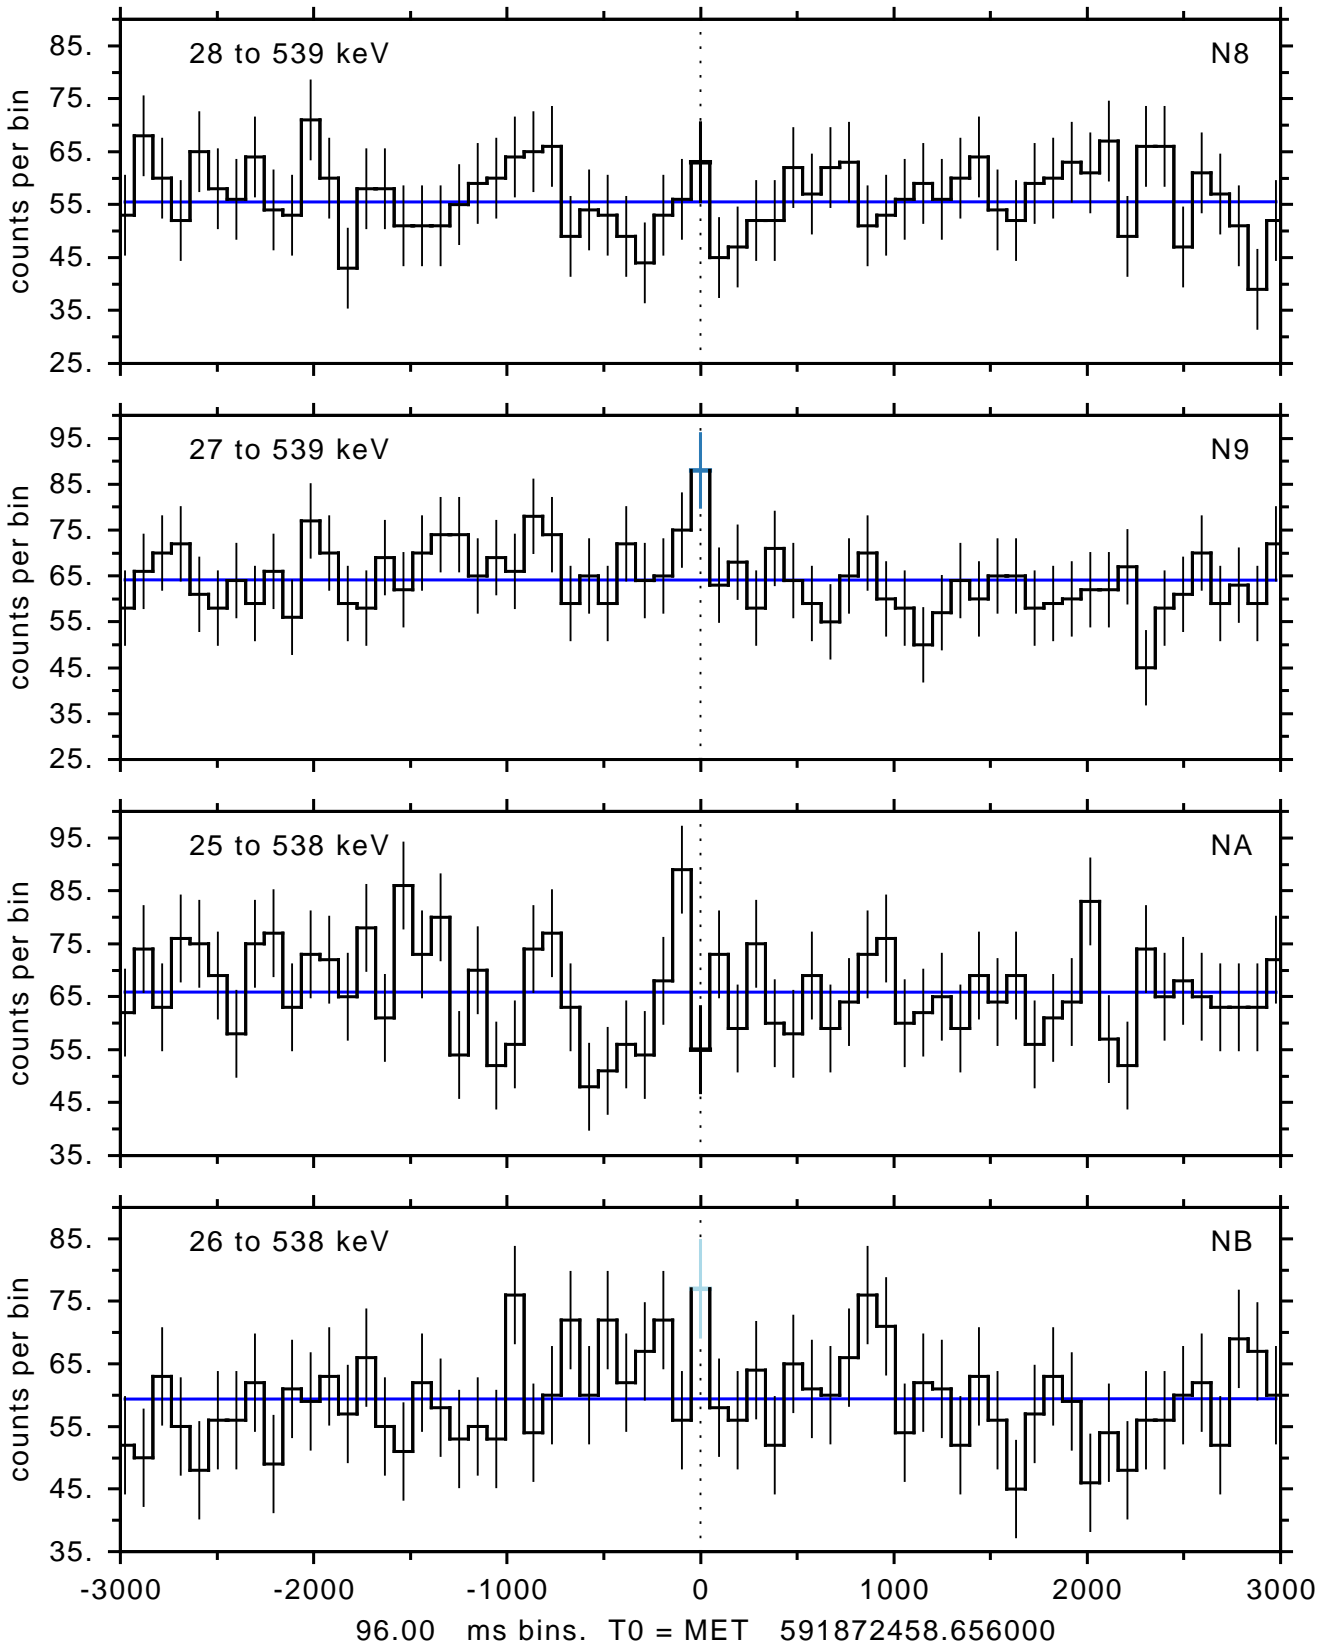 28 to 539 keV N8
85.
75.
65.
55.
45.
35.
25.
counts per bin
27 to 539 keV N9
95.
85.
75.
65.
55.
45.
35.
25.
counts per bin
25 to 538 keV NA
95.
85.
75.
65.
55.
45.
35.
counts per bin
26 to 538 keV NB
85.
75.
65.
55.
45.
35.
counts per bin
-3000 -2000 -1000 0 1000 2000 3000
96.00 ms bins. T0 = MET 591872458.656000